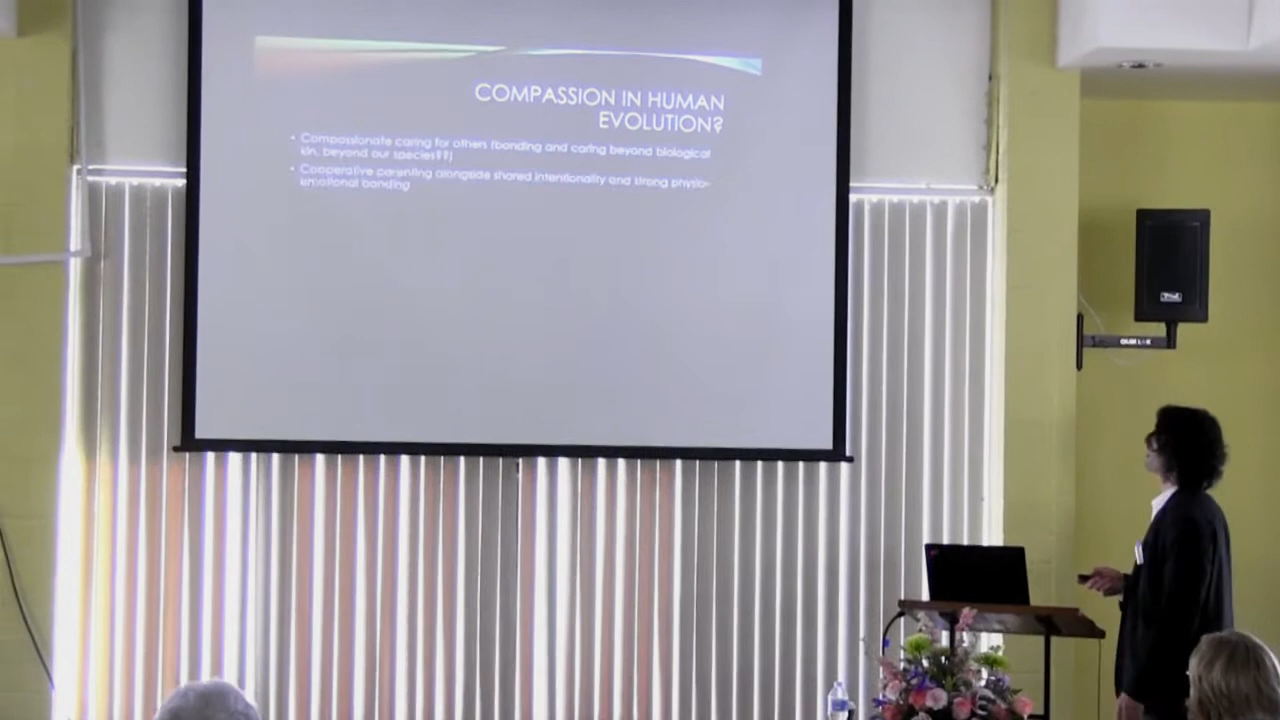 COMPASSION IN HUMAN
EVOLUTION?
• Compassionate caring for others (bonding and caring beyond biological
kin, beyond our species??)
• Cooperative parenting alongside shared intentionality and strong physio-
emotional bonding